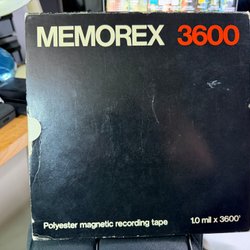 MEMOREX 3600
Polyester magnetic recording tape 1.0 mil x 3600'